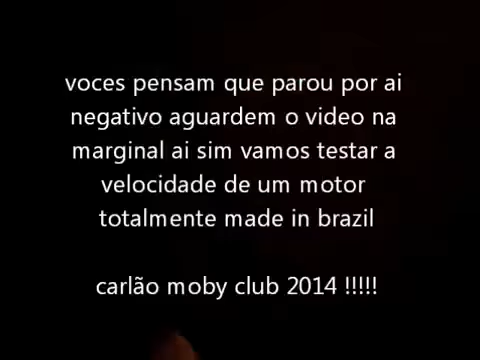 voces pensam que parou por ai
negativo aguardem o video na
marginal ai sim vamos testar a
velocidade de um motor
totalmente made in brazil
carlão moby club 2014 !!!!!